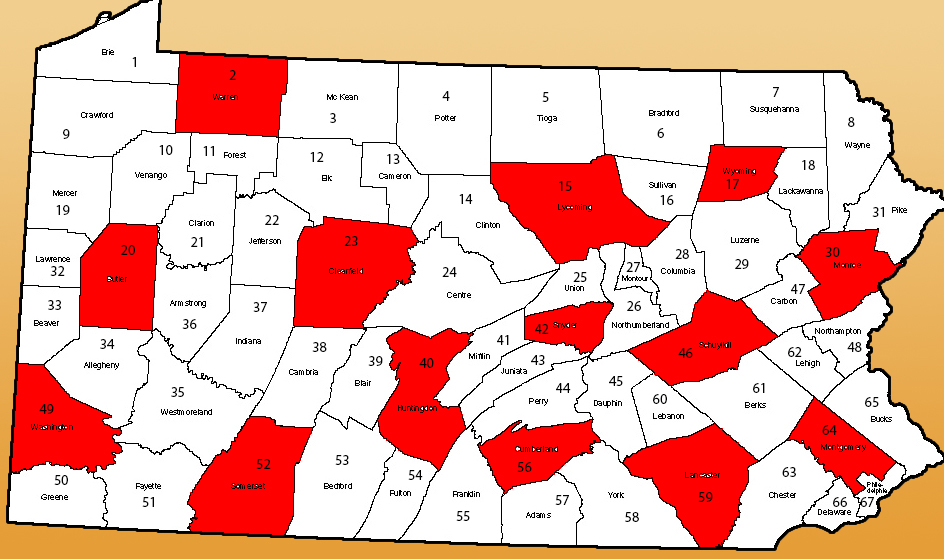 Erie
1
2
Warren
Mc Kean
3
4
Potter
5
Tioga
Bradford
6
7
Susquehanna
8
Wayne
Crawford
9
10
Venango
11
Forest
12
Elk
13
Cameron
14
Clinton
15
Lycoming
Sullivan
16
Wyoming
17
18
Lackawanna
Mercer
19
20
Butler
Clarion
21
22
Jefferson
23
Clearfield
24
Centre
25
Union
26
Northumberland
27
Montour
28
Columbia
Luzerne
29
30
Monroe
31
Pike
Lawrence
32
33
Beaver
34
Allegheny
35
Westmoreland
Armstrong
36
37
Indiana
38
Cambria
39
Blair
40
Huntingdon
41
Mifflin
42
Snyder
43
Juniata
44
Perry
45
Dauphin
46
Schuylkill
47
Carbon
Northampton
48
49
Washington
50
Greene
Fayette
51
52
Somerset
53
Bedford
54
Fulton
Franklin
55
Cumberland
56
57
Adams
York
58
Lancaster
59
60
Lebanon
61
Berks
62
Lehigh
63
Chester
64
Montgomery
65
Bucks
66
Delaware
Phile-
delphia
67